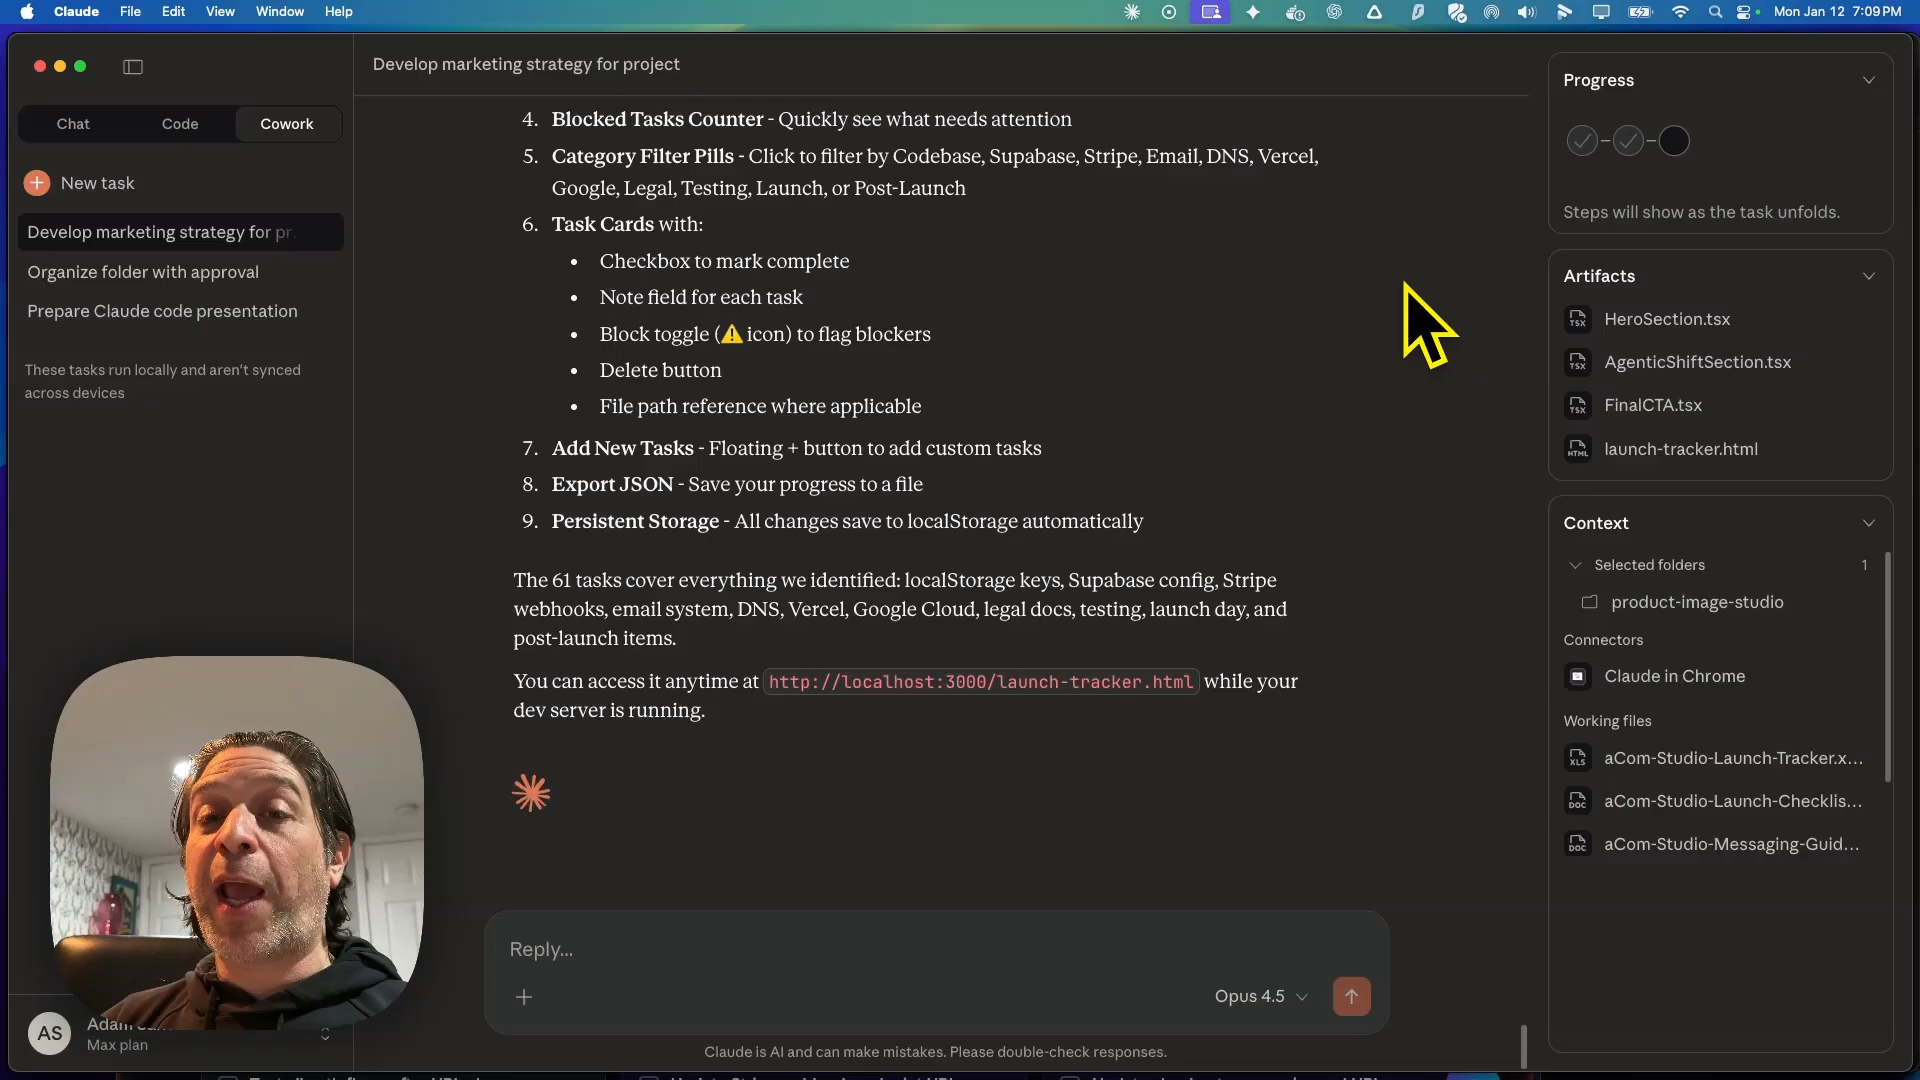 Claude File Edit View Window Help
Mon Jan 12 7:09 PM
Chat Code Cowork
New task
Develop marketing strategy for pr.
Organize folder with approval
Prepare Claude code presentation
These tasks run locally and aren't synced
across devices
AS
Adam
Max plan
Develop marketing strategy for project
4. Blocked Tasks Counter - Quickly see what needs attention
5. Category Filter Pills - Click to filter by Codebase, Supabase, Stripe, Email, DNS, Vercel,
Google, Legal, Testing, Launch, or Post-Launch
6. Task Cards with:
• Checkbox to mark complete
• Note field for each task
• Block toggle (⚠️ icon) to flag blockers
• Delete button
• File path reference where applicable
7. Add New Tasks - Floating + button to add custom tasks
8. Export JSON - Save your progress to a file
9. Persistent Storage - All changes save to localStorage automatically
The 61 tasks cover everything we identified: localStorage keys, Supabase config, Stripe
webhooks, email system, DNS, Vercel, Google Cloud, legal docs, testing, launch day, and
post-launch items.
You can access it anytime at http://localhost:3000/launch-tracker.html while your
dev server is running.
Reply...
Opus 4.5
Claude is AI and can make mistakes. Please double-check responses.
Progress
Steps will show as the task unfolds.
Artifacts
TSX HeroSection.tsx
TSX AgenticShiftSection.tsx
TSX FinalCTA.tsx
HTML launch-tracker.html
Context
Selected folders 1
product-image-studio
Connectors
Claude in Chrome
Working files
XLS aCom-Studio-Launch-Tracker.x...
DOC aCom-Studio-Launch-Checklis...
DOC aCom-Studio-Messaging-Guid...